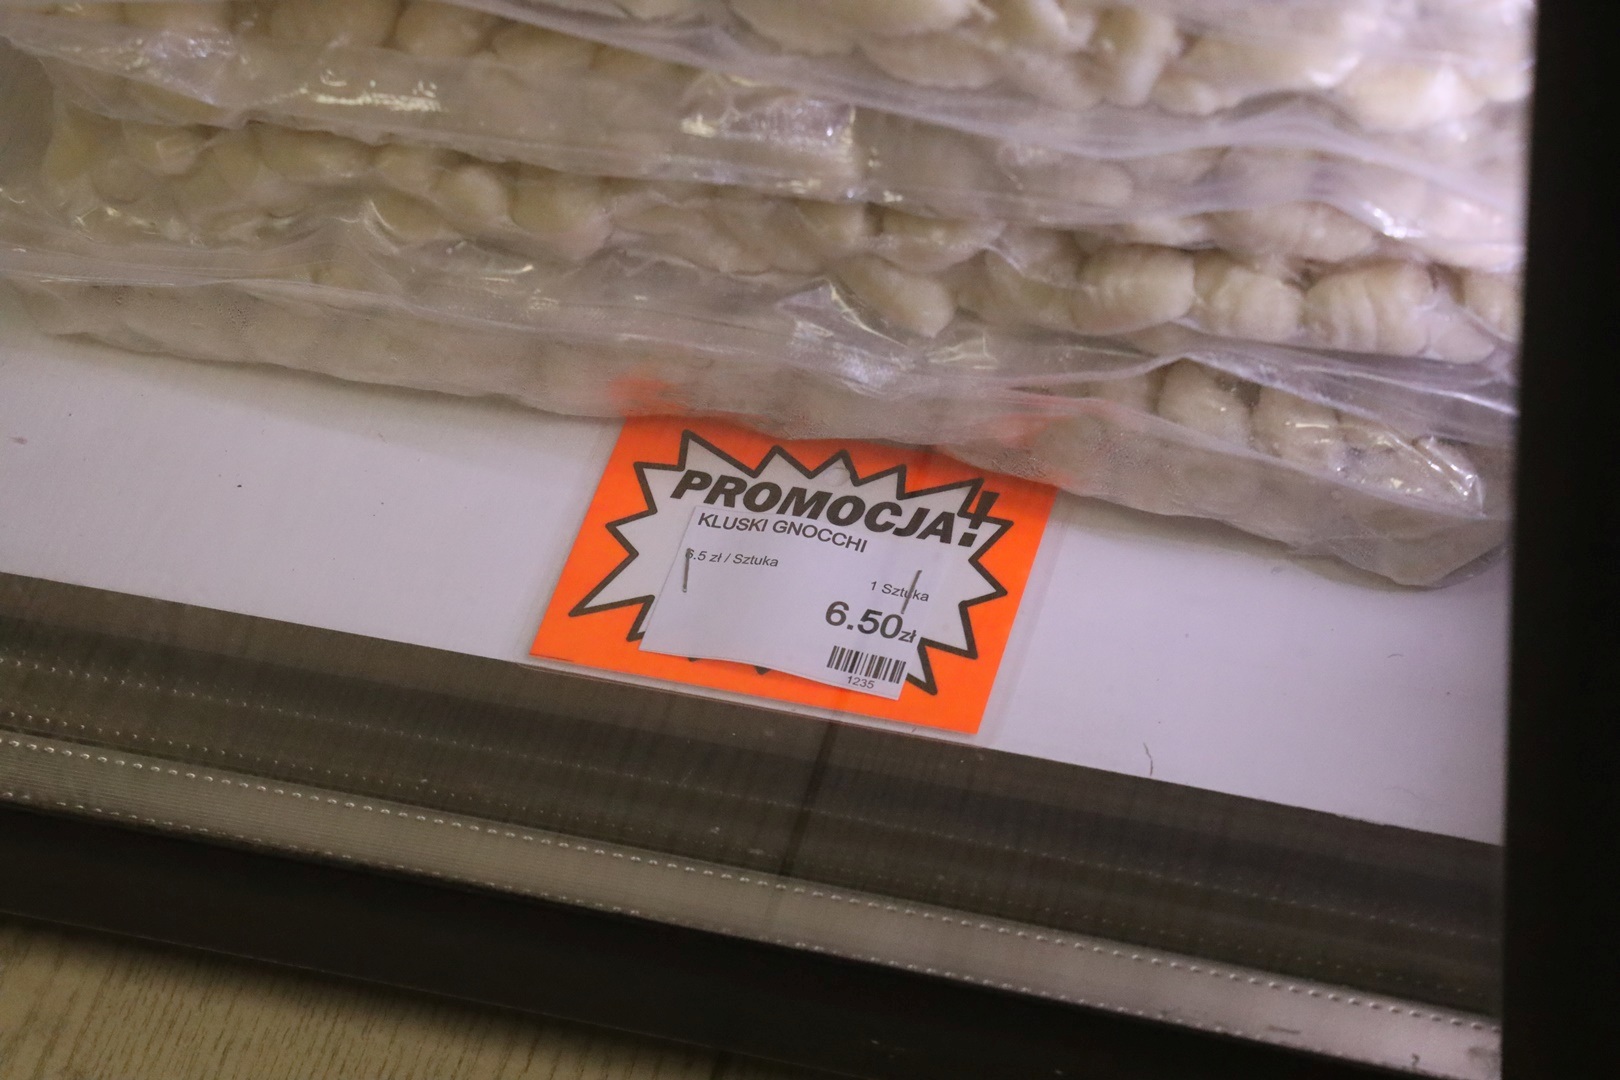 PROMOCJA!
KLUSKI GNOCCHI
6.5 zł / Sztuka
1 Sztuka
6.50zł
1235